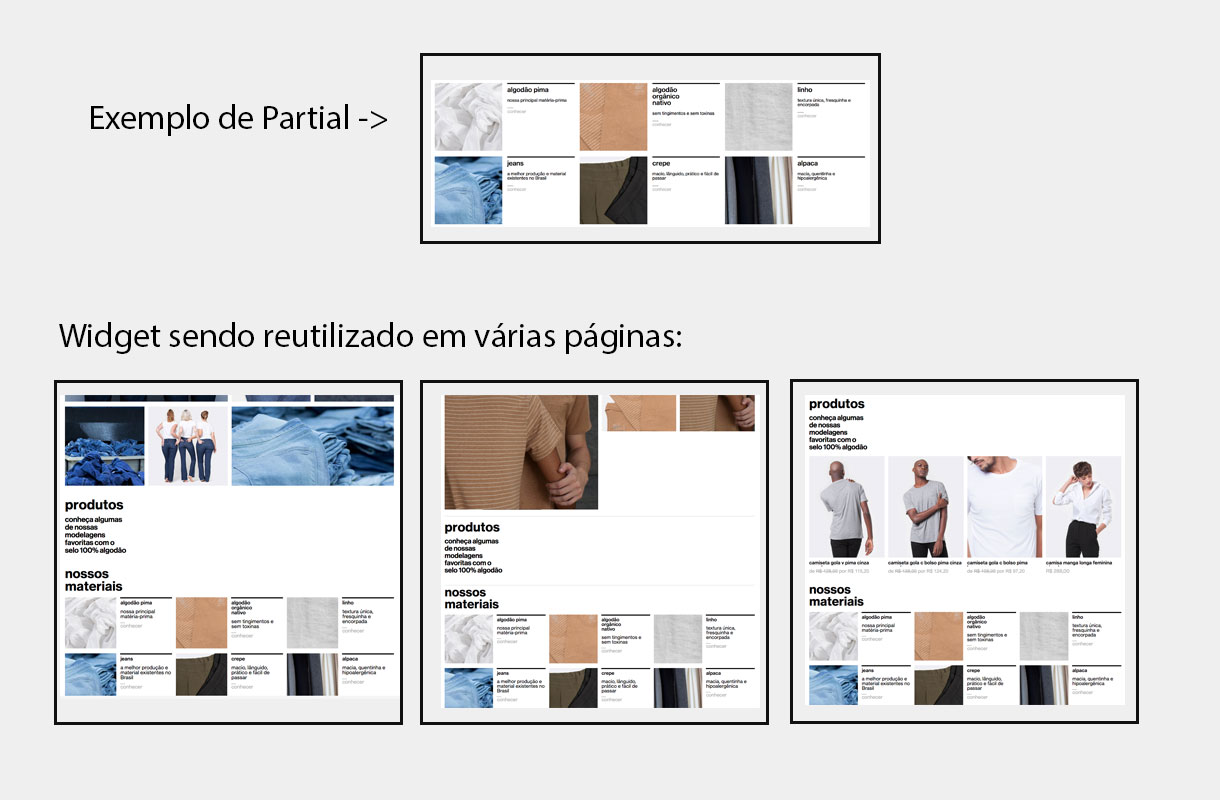 Exemplo de Partial ->
algodão pima
nossa principal matéria-prima
conhecer
algodão
orgânico
nativo
sem tingimentos e sem toxinas
conhecer
linho
textura única, fresquinha e
encorpada
conhecer
jeans
a melhor produção e material
existentes no Brasil
conhecer
crepe
macio, lânguido, prático e fácil de
passar
conhecer
alpaca
macia, quentinha e
hipoalergênica
conhecer
Widget sendo reutilizado em várias páginas:
produtos
conheça algumas
de nossas
modelagens
favoritas com o
selo 100% algodão
nossos
materiais
algodão pima
nossa principal
matéria-prima
conhecer
algodão
orgânico
nativo
sem tingimentos e
sem toxinas
conhecer
linho
textura única,
fresquinha e
encorpada
conhecer
jeans
a melhor produção e
material existentes no
Brasil
conhecer
crepe
macio, lânguido,
prático e fácil de
passar
conhecer
alpaca
macia, quentinha e
hipoalergênica
conhecer
produtos
conheça algumas
de nossas
modelagens
favoritas com o
selo 100% algodão
nossos
materiais
algodão pima
nossa principal
matéria-prima
conhecer
algodão
orgânico
nativo
sem tingimentos e
sem toxinas
conhecer
linho
textura única,
fresquinha e
encorpada
conhecer
jeans
a melhor produção e
material existentes no
Brasil
conhecer
crepe
macio, lânguido,
prático e fácil de
passar
conhecer
alpaca
macia, quentinha e
hipoalergênica
conhecer
produtos
conheça algumas
de nossas
modelagens
favoritas com o
selo 100% algodão
camiseta gola v pima cinza
por R$ 119,20
camiseta gola c bolso pima cinza
por R$ 124,20
camiseta gola c bolso pima
por R$ 97,20
camisa manga longa feminina
R$ 289,00
nossos
materiais
algodão pima
nossa principal
matéria-prima
conhecer
algodão
orgânico
nativo
sem tingimentos e
sem toxinas
conhecer
linho
textura única,
fresquinha e
encorpada
conhecer
jeans
a melhor produção e
material existentes no
Brasil
conhecer
crepe
macio, lânguido,
prático e fácil de
passar
conhecer
alpaca
macia, quentinha e
hipoalergênica
conhecer